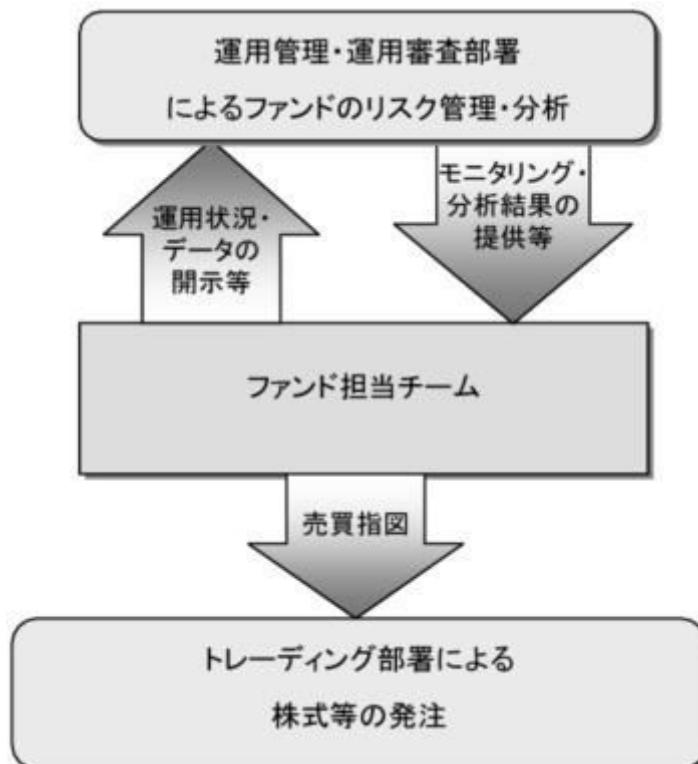 運用管理・運用審査部署
によるファンドのリスク管理・分析
運用状況・
データの
開示等
モニタリング・
分析結果の
提供等
ファンド担当チーム
売買指図
トレーディング部署による
株式等の発注